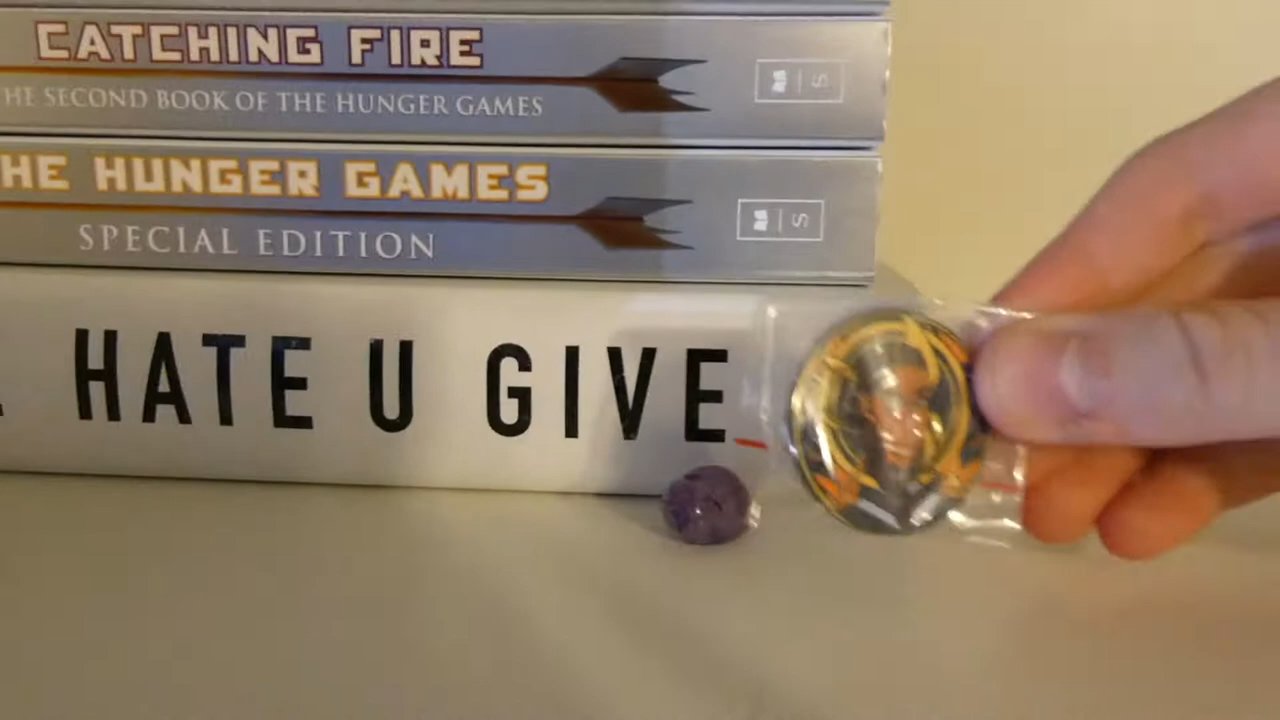 CATCHING FIRE
HE SECOND BOOK OF THE HUNGER GAMES
S
HE HUNGER GAMES
SPECIAL EDITION
S
HATE U GIVE